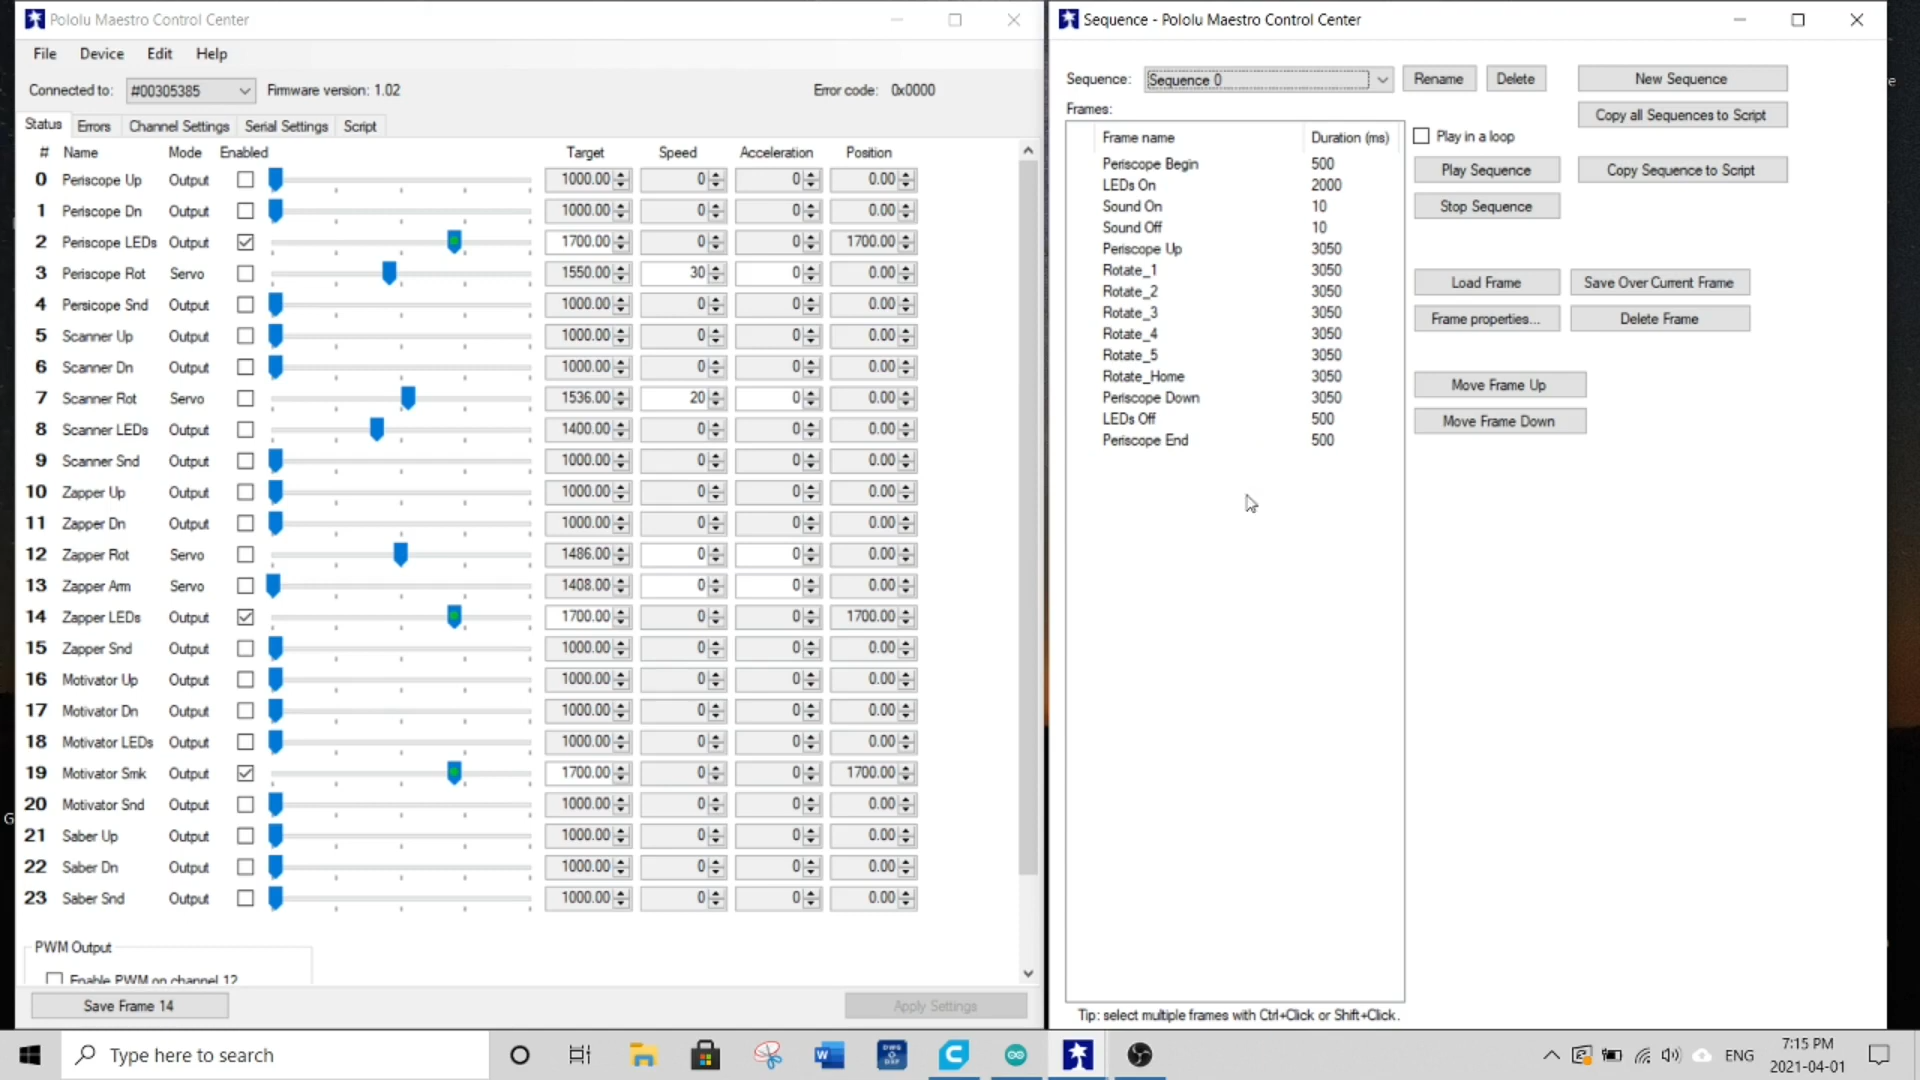 Pololu Maestro Control Center
File Device Edit Help
Connected to: #00305385 Firmware version: 1.02 Error code: 0x0000
Status Errors Channel Settings Serial Settings Script
# Name Mode Enabled Target Speed Acceleration Position
0 Periscope Up Output 1000.00 0 0 0.00
1 Periscope Dn Output 1000.00 0 0 0.00
2 Periscope LEDs Output 1700.00 0 0 1700.00
3 Periscope Rot Servo 1550.00 30 0 0.00
4 Persicope Snd Output 1000.00 0 0 0.00
5 Scanner Up Output 1000.00 0 0 0.00
6 Scanner Dn Output 1000.00 0 0 0.00
7 Scanner Rot Servo 1536.00 20 0 0.00
8 Scanner LEDs Output 1400.00 0 0 0.00
9 Scanner Snd Output 1000.00 0 0 0.00
10 Zapper Up Output 1000.00 0 0 0.00
11 Zapper Dn Output 1000.00 0 0 0.00
12 Zapper Rot Servo 1486.00 0 0 0.00
13 Zapper Arm Servo 1408.00 0 0 0.00
14 Zapper LEDs Output 1700.00 0 0 1700.00
15 Zapper Snd Output 1000.00 0 0 0.00
16 Motivator Up Output 1000.00 0 0 0.00
17 Motivator Dn Output 1000.00 0 0 0.00
18 Motivator LEDs Output 1000.00 0 0 0.00
19 Motivator Smk Output 1700.00 0 0 1700.00
20 Motivator Snd Output 1000.00 0 0 0.00
21 Saber Up Output 1000.00 0 0 0.00
22 Saber Dn Output 1000.00 0 0 0.00
23 Saber Snd Output 1000.00 0 0 0.00
PWM Output
Enable PWM on channel 12
Save Frame 14 Apply Settings
Sequence - Pololu Maestro Control Center
Sequence: Sequence 0 Rename Delete New Sequence
Frames: Copy all Sequences to Script
Frame name Duration (ms) Play in a loop
Periscope Begin 500
LEDs On 2000
Sound On 10
Sound Off 10
Periscope Up 3050
Rotate_1 3050
Rotate_2 3050
Rotate_3 3050
Rotate_4 3050
Rotate_5 3050
Rotate_Home 3050
Periscope Down 3050
LEDs Off 500
Periscope End 500
Play Sequence Copy Sequence to Script
Stop Sequence
Load Frame Save Over Current Frame
Frame properties... Delete Frame
Move Frame Up
Move Frame Down
Tip: select multiple frames with Ctrl+Click or Shift+Click.
e
G
Type here to search
W
DWG
DXF
C
ENG
7:15 PM
2021-04-01